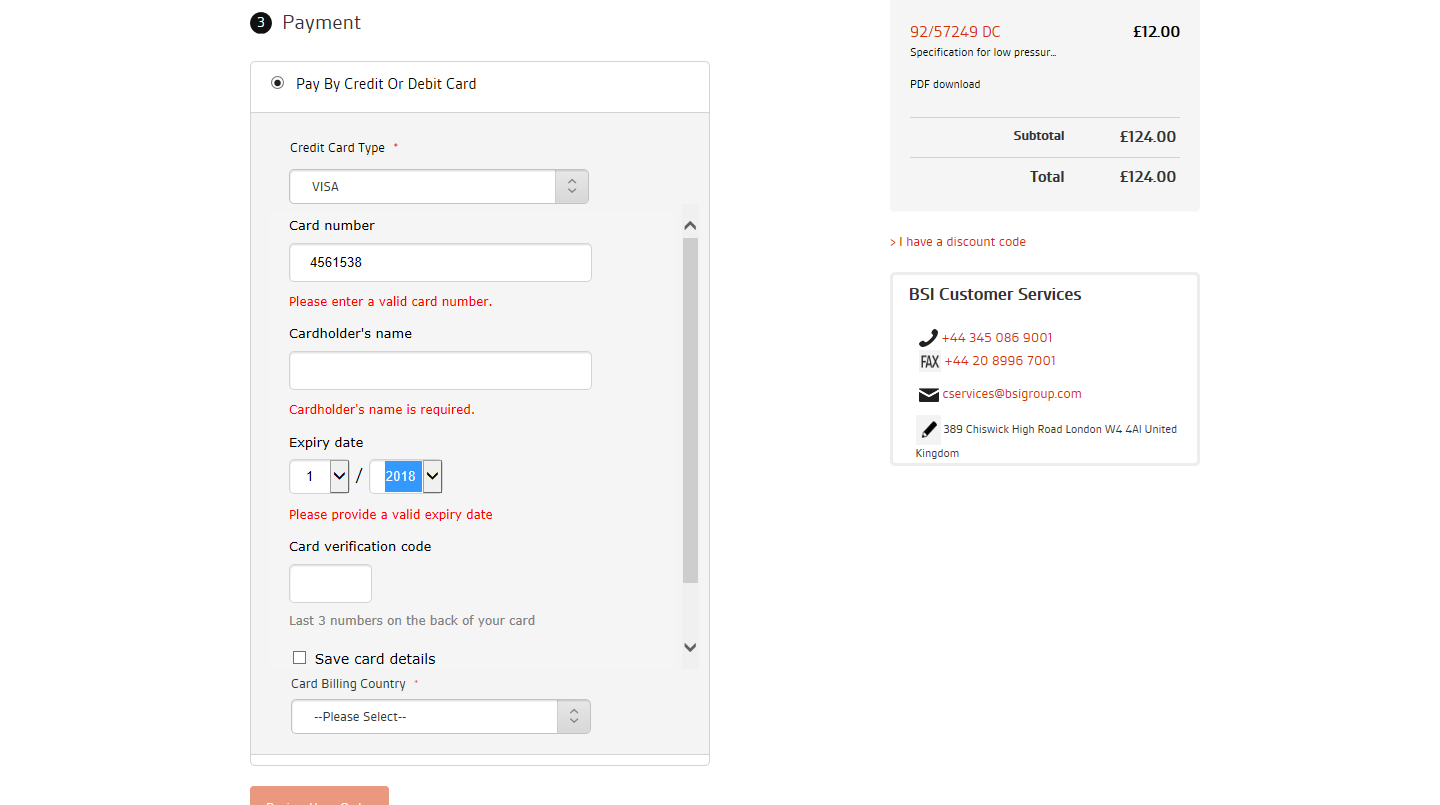 3 Payment
Pay By Credit Or Debit Card
Credit Card Type *
VISA
Card number
4561538
Please enter a valid card number.
Cardholder's name
Cardholder's name is required.
Expiry date
1 / 2018
Please provide a valid expiry date
Card verification code
Last 3 numbers on the back of your card
Save card details
Card Billing Country *
--Please Select--
92/57249 DC £12.00
Specification for low pressur...
PDF download
Subtotal £124.00
Total £124.00
> I have a discount code
BSI Customer Services
+44 345 086 9001
FAX +44 20 8996 7001
cservices@bsigroup.com
389 Chiswick High Road London W4 4Al United
Kingdom